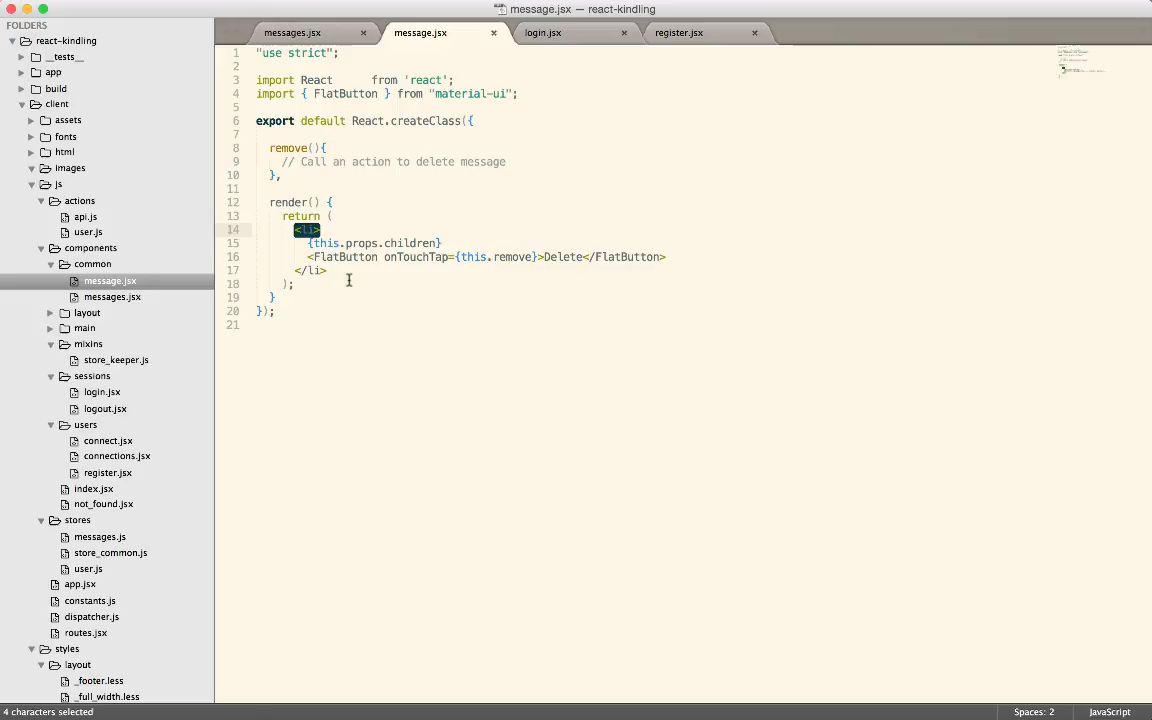 message.jsx — react-kindling
FOLDERS
react-kindling
__tests__
app
build
client
assets
fonts
html
images
js
actions
api.js
user.js
components
common
message.jsx
messages.jsx
layout
main
mixins
store_keeper.js
sessions
login.jsx
logout.jsx
users
connect.jsx
connections.jsx
register.jsx
index.jsx
not_found.jsx
stores
messages.js
store_common.js
user.js
app.jsx
constants.js
dispatcher.js
routes.jsx
styles
layout
_footer.less
_full_width.less
messages.jsx × message.jsx × login.jsx × register.jsx ×
1 "use strict";
2
3 import React      from 'react';
4 import { FlatButton } from "material-ui";
5
6 export default React.createClass({
7
8   remove(){
9     // Call an action to delete message
10   },
11
12   render() {
13     return (
14       <li>
15         {this.props.children}
16         <FlatButton onTouchTap={this.remove}>Delete</FlatButton>
17       </li>
18     );
19   }
20 });
21
4 characters selected Spaces: 2 JavaScript